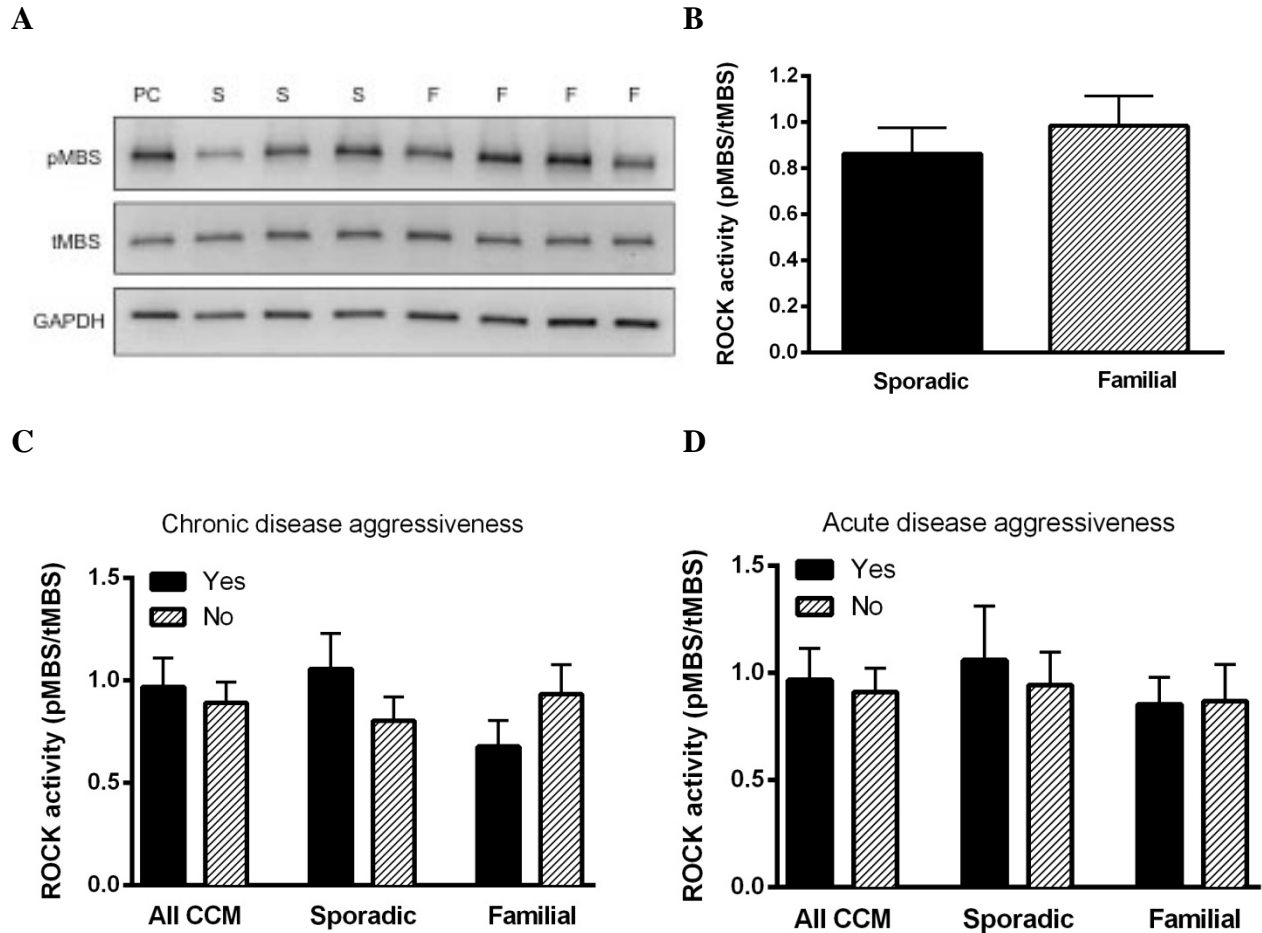 A
PC S S S F F F F
pMBS
tMBS
GAPDH
B
ROCK activity (pMBS/tMBS)
1.2
1.0
0.8
0.6
0.4
0.2
0.0
Sporadic Familial
C
Chronic disease aggressiveness
ROCK activity (pMBS/tMBS)
1.5
1.0
0.5
0.0
Yes
No
All CCM Sporadic Familial
D
Acute disease aggressiveness
ROCK activity (pMBS/tMBS)
1.5
1.0
0.5
0.0
Yes
No
All CCM Sporadic Familial